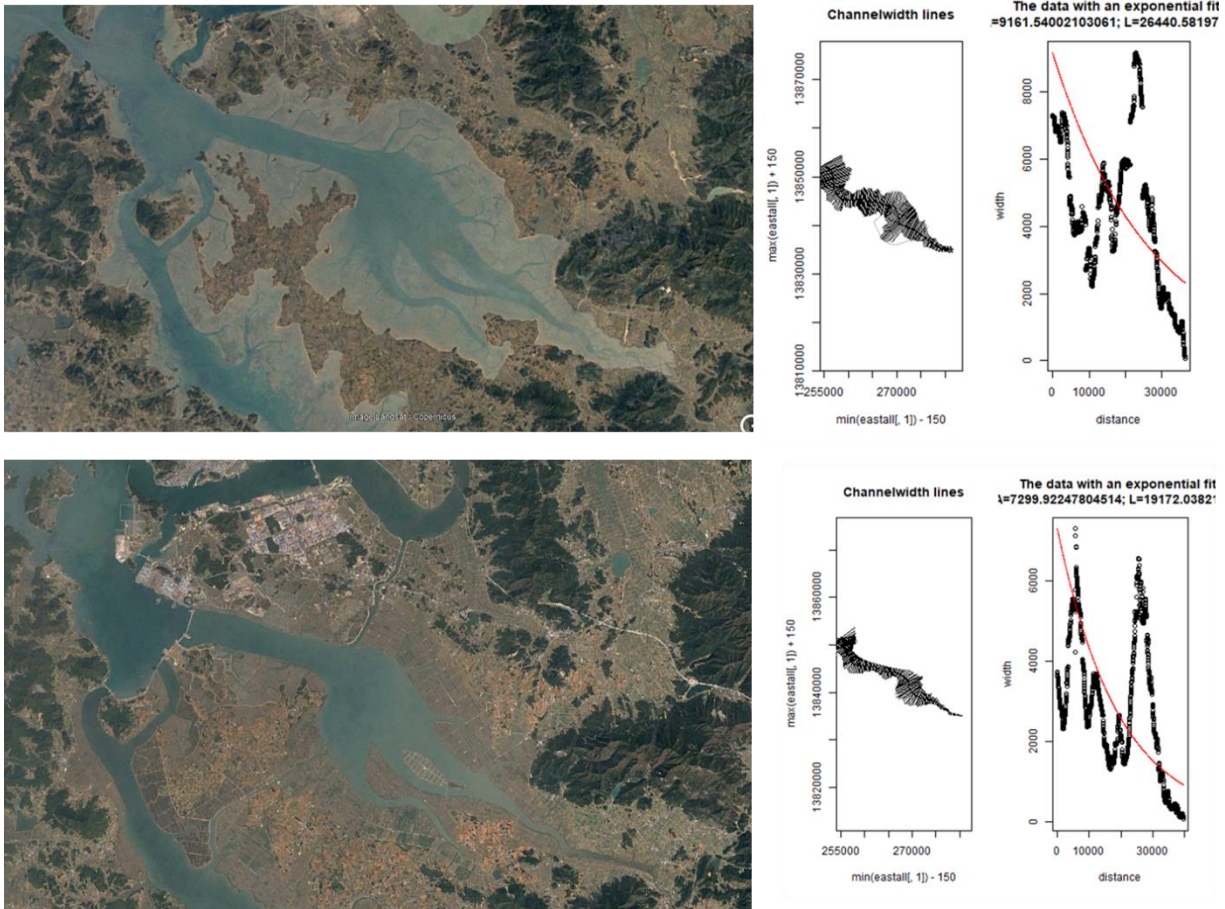 Channelwidth lines
The data with an exponential fit
=9161.54002103061; L=26440.58197
max(eastall[, 1]) + 150
13810000 13830000 13850000 13870000
255000 270000
min(eastall[, 1]) - 150
width
0 2000 4000 6000 8000
0 10000 30000
distance
Image Landsat / Copernicus
Channelwidth lines
The data with an exponential fit
A=7299.92247804514; L=19172.03821
max(eastall[, 1]) + 150
13820000 13840000 13860000
255000 270000
min(eastall[, 1]) - 150
width
0 2000 4000 6000
0 10000 30000
distance